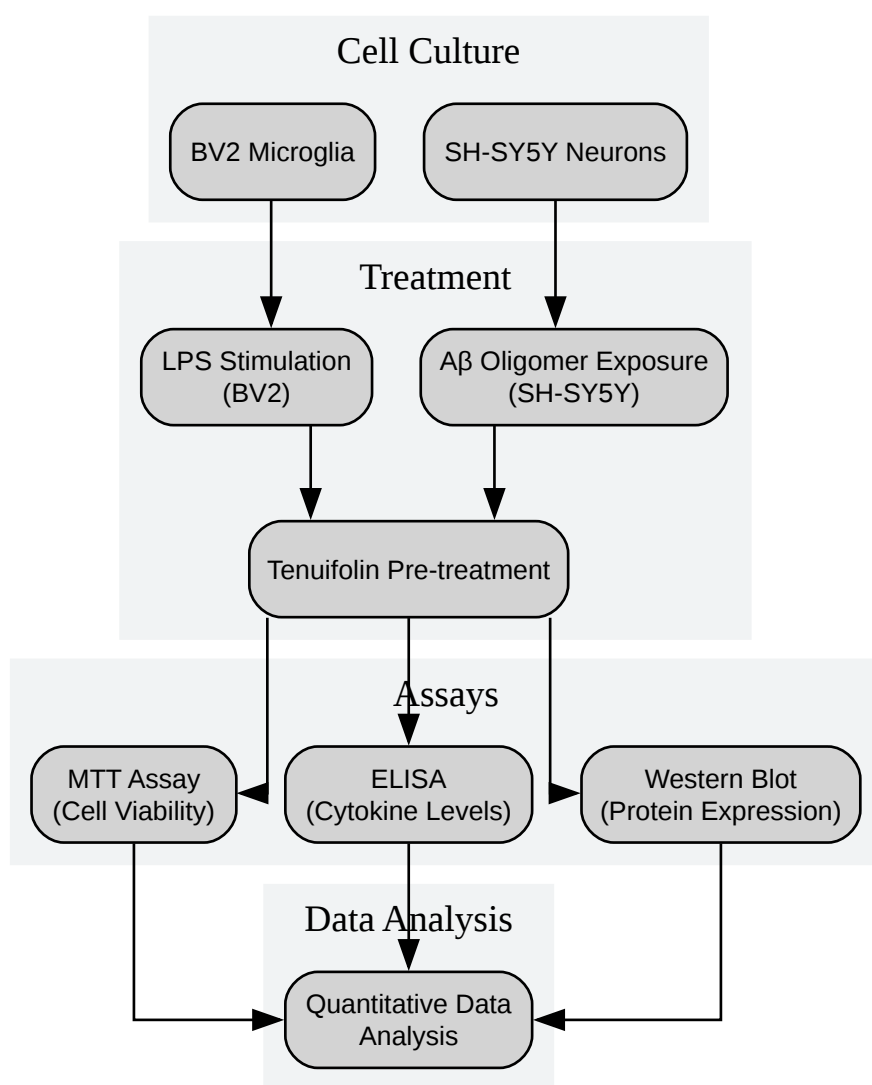 Cell Culture
BV2 Microglia
SH-SY5Y Neurons
Treatment
LPS Stimulation
(BV2)
Aβ Oligomer Exposure
(SH-SY5Y)
Tenuifolin Pre-treatment
Assays
MTT Assay
(Cell Viability)
ELISA
(Cytokine Levels)
Western Blot
(Protein Expression)
Data Analysis
Quantitative Data
Analysis